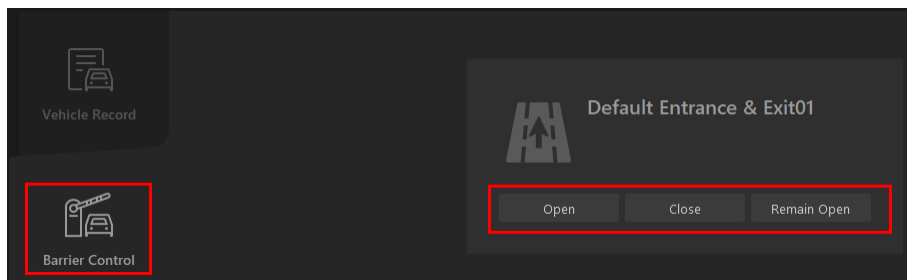 Vehicle Record
Default Entrance & Exit01
Open Close Remain Open
Barrier Control